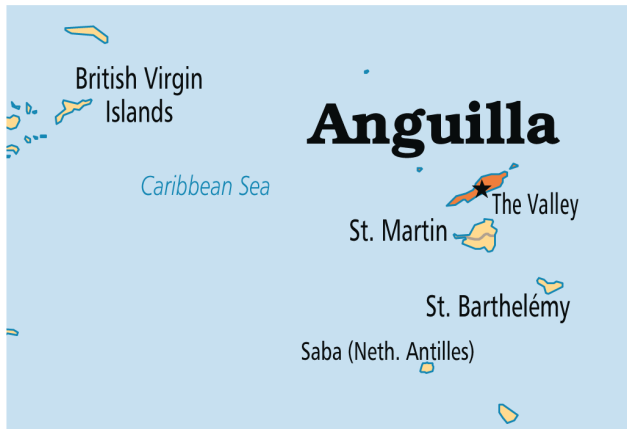 British Virgin
Islands
Anguilla
Caribbean Sea
The Valley
St. Martin
St. Barthelémy
Saba (Neth. Antilles)